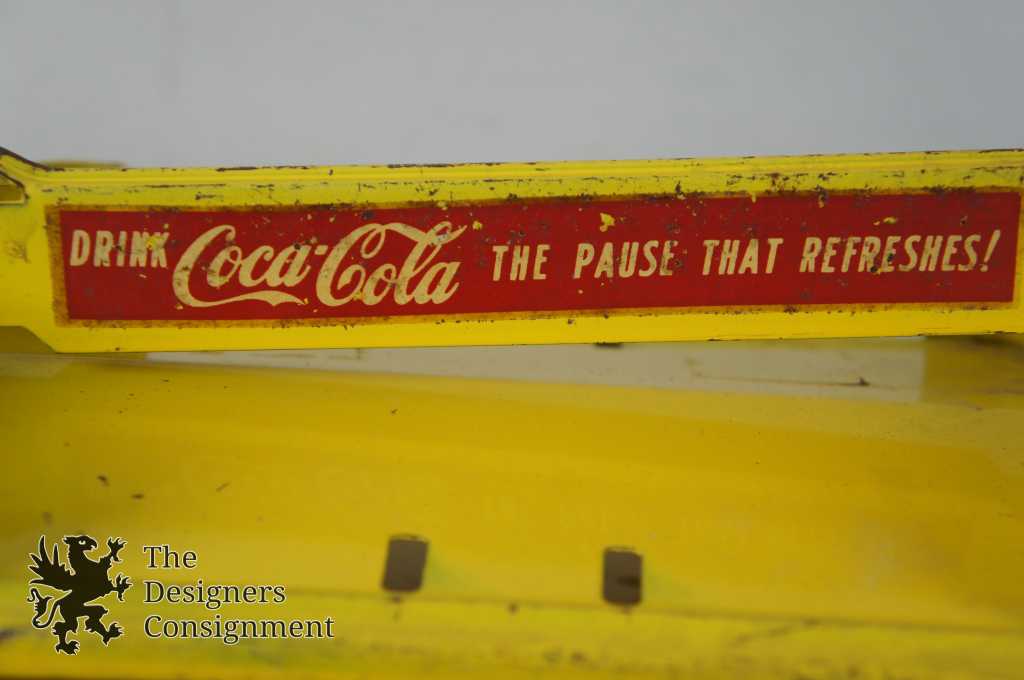 DRINK Coca-Cola THE PAUSE THAT REFRESHES!
The
Designers
Consignment